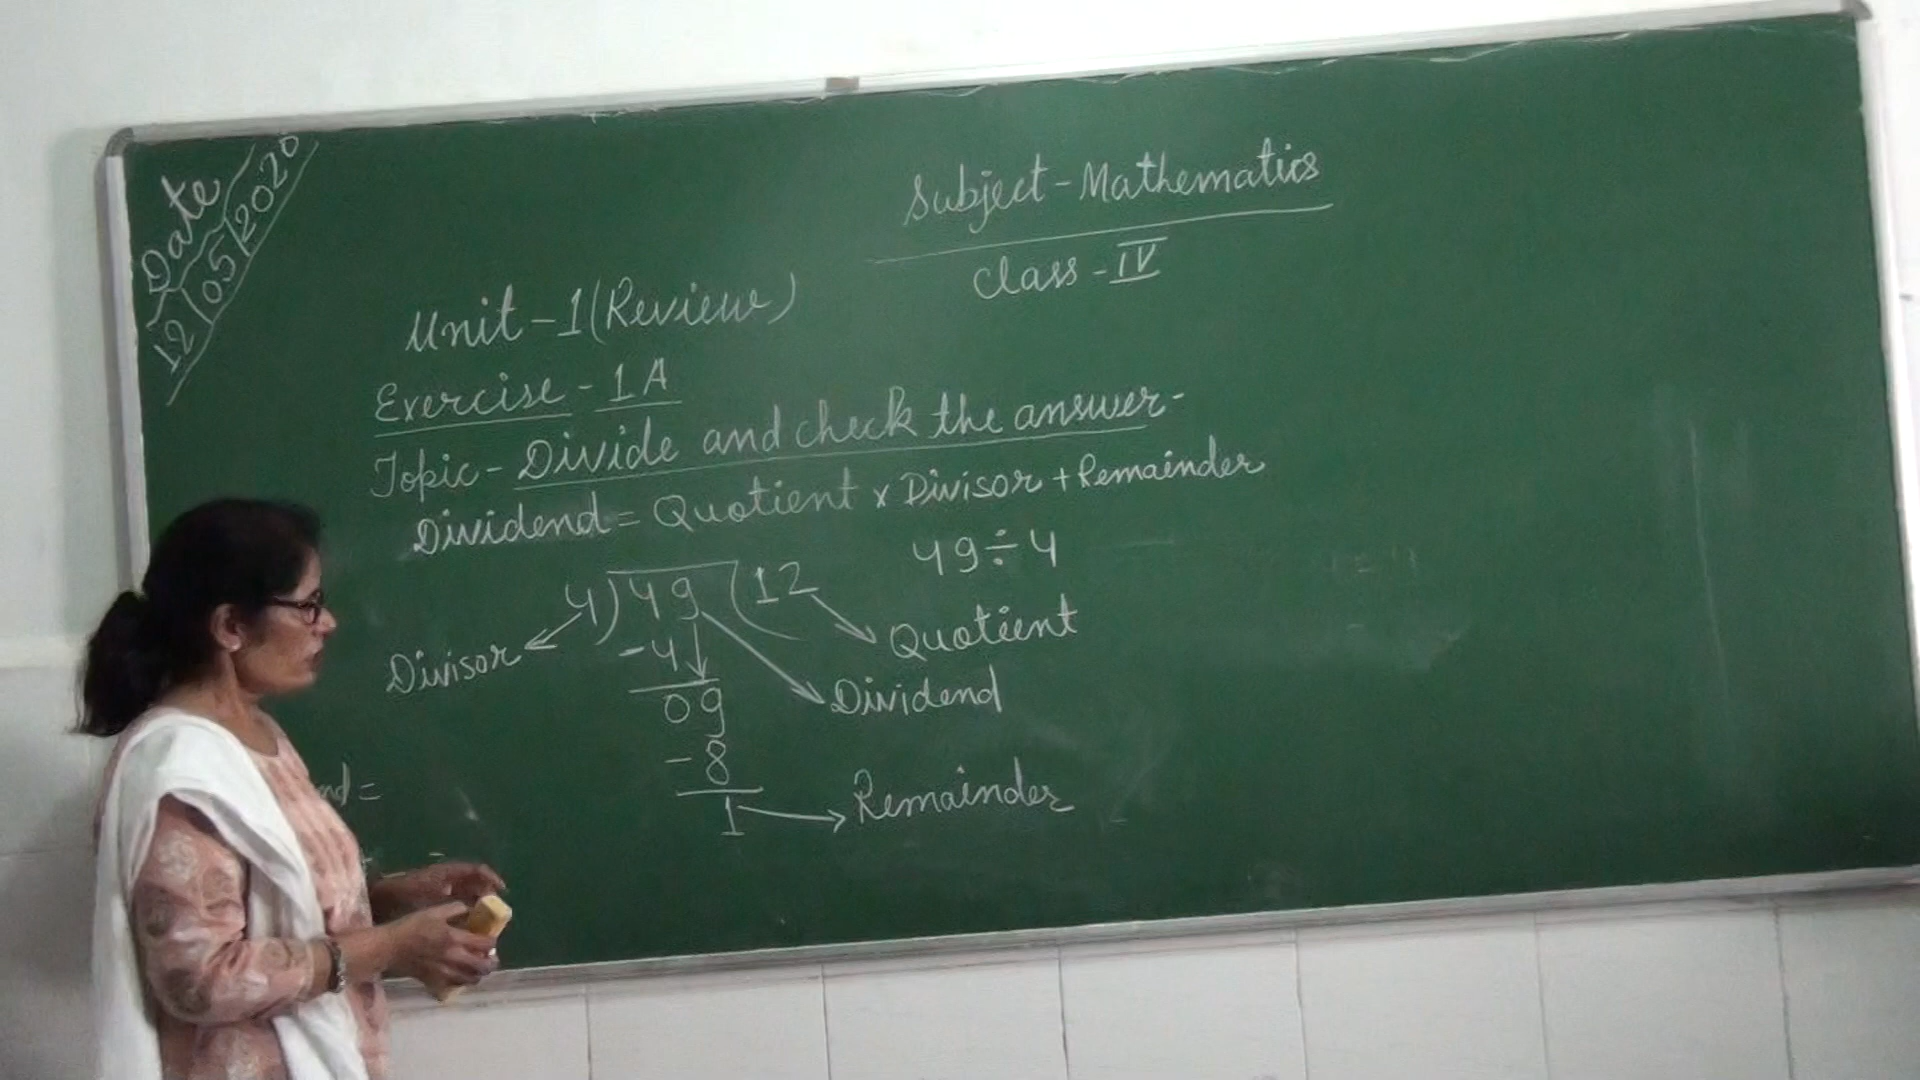 Date
12/05/2020
Subject-Mathematics
Class-IV
Unit-1(Review)
Exercise-1A
Topic-Divide and check the answer-
Dividend=Quotient x Divisor+Remainder
49÷4
4)49(12
Quotient
Divisor
-4
Dividend
09
-8
1
Remainder
nd=